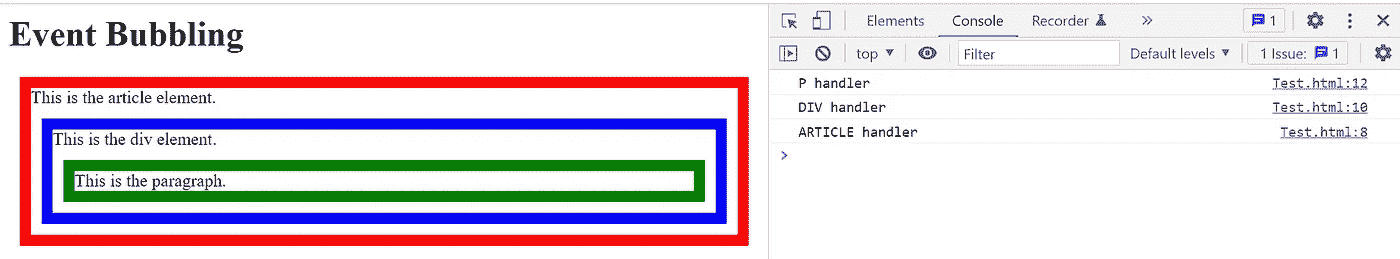 Event Bubbling
This is the article element.
This is the div element.
This is the paragraph.
Elements Console Recorder » 1
top ▼ Filter Default levels ▼ 1 Issue: 1
P handler Test.html:12
DIV handler Test.html:10
ARTICLE handler Test.html:8
>